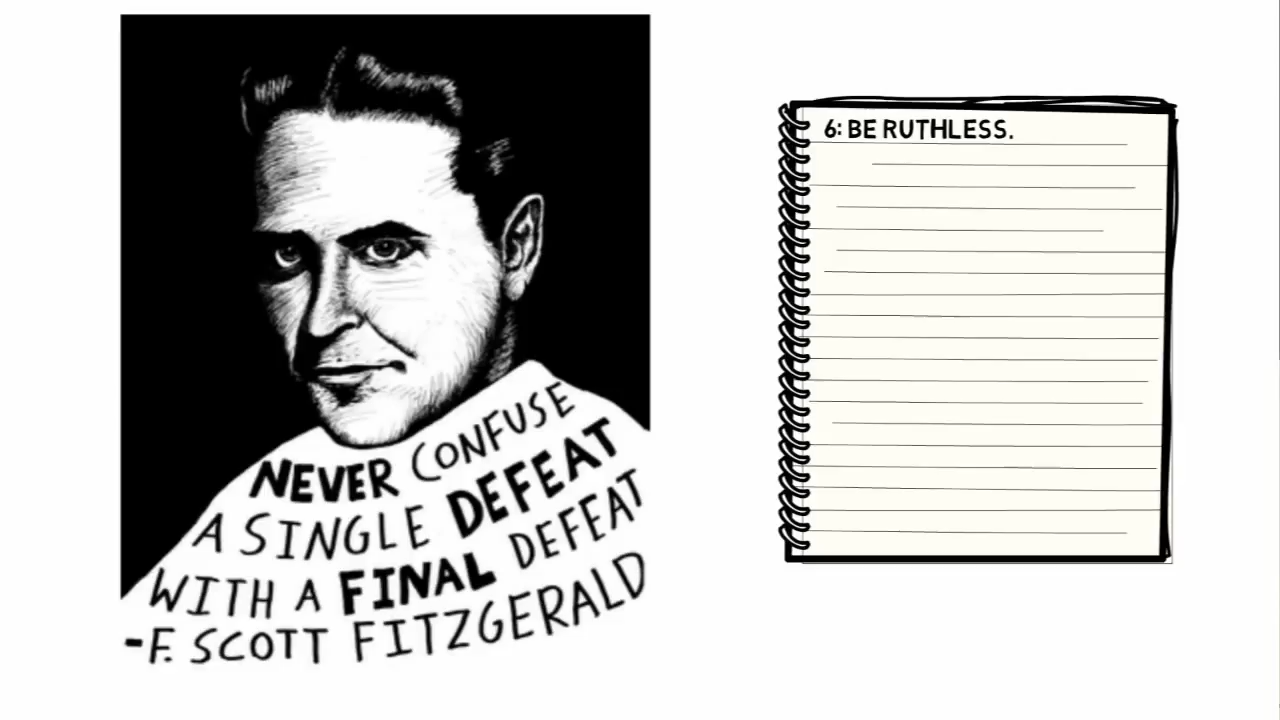 NEVER CONFUSE
A SINGLE DEFEAT
WITH A FINAL DEFEAT
-F. SCOTT FITZGERALD
6: BE RUTHLESS.